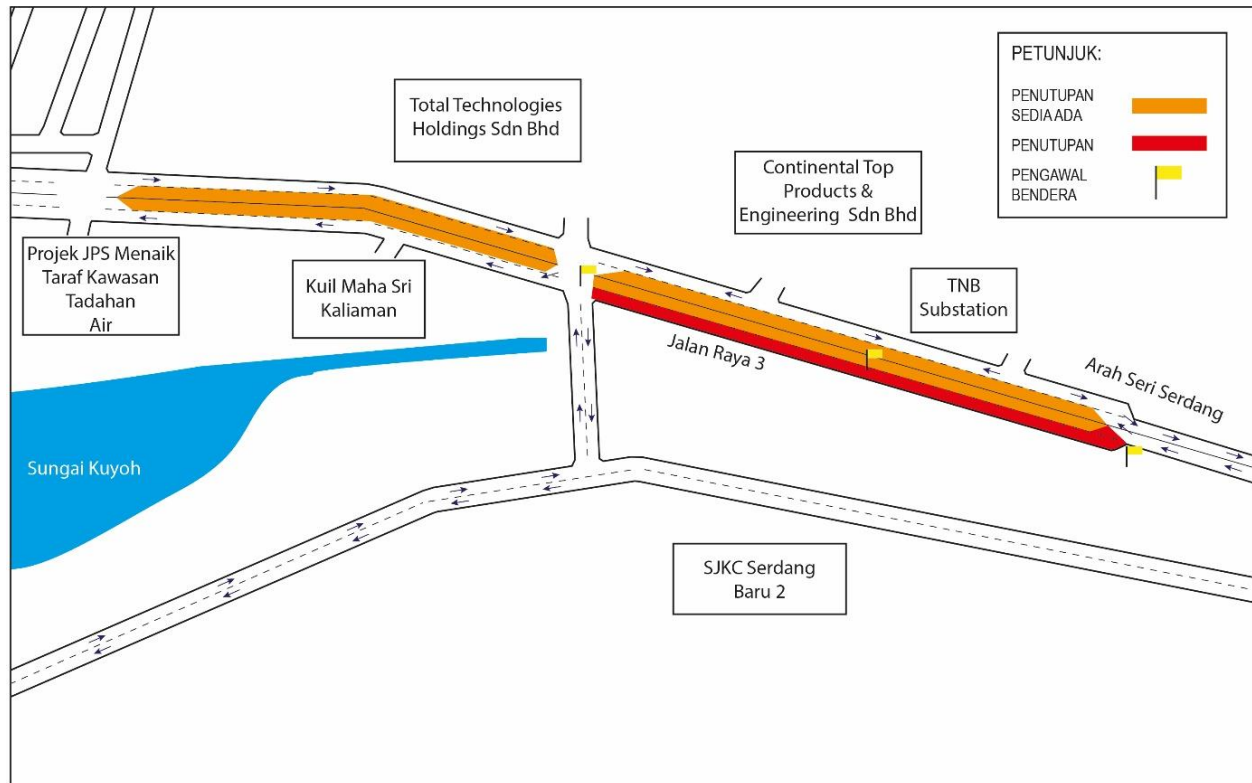 PETUNJUK:
PENUTUPAN
SEDIA ADA
PENUTUPAN
PENGAWAL
BENDERA
Total Technologies
Holdings Sdn Bhd
Continental Top
Products &
Engineering Sdn Bhd
TNB
Substation
Projek JPS Menaik
Taraf Kawasan
Tadahan
Air
Kuil Maha Sri
Kaliaman
Jalan Raya 3
Arah Seri Serdang
Sungai Kuyoh
SJKC Serdang
Baru 2